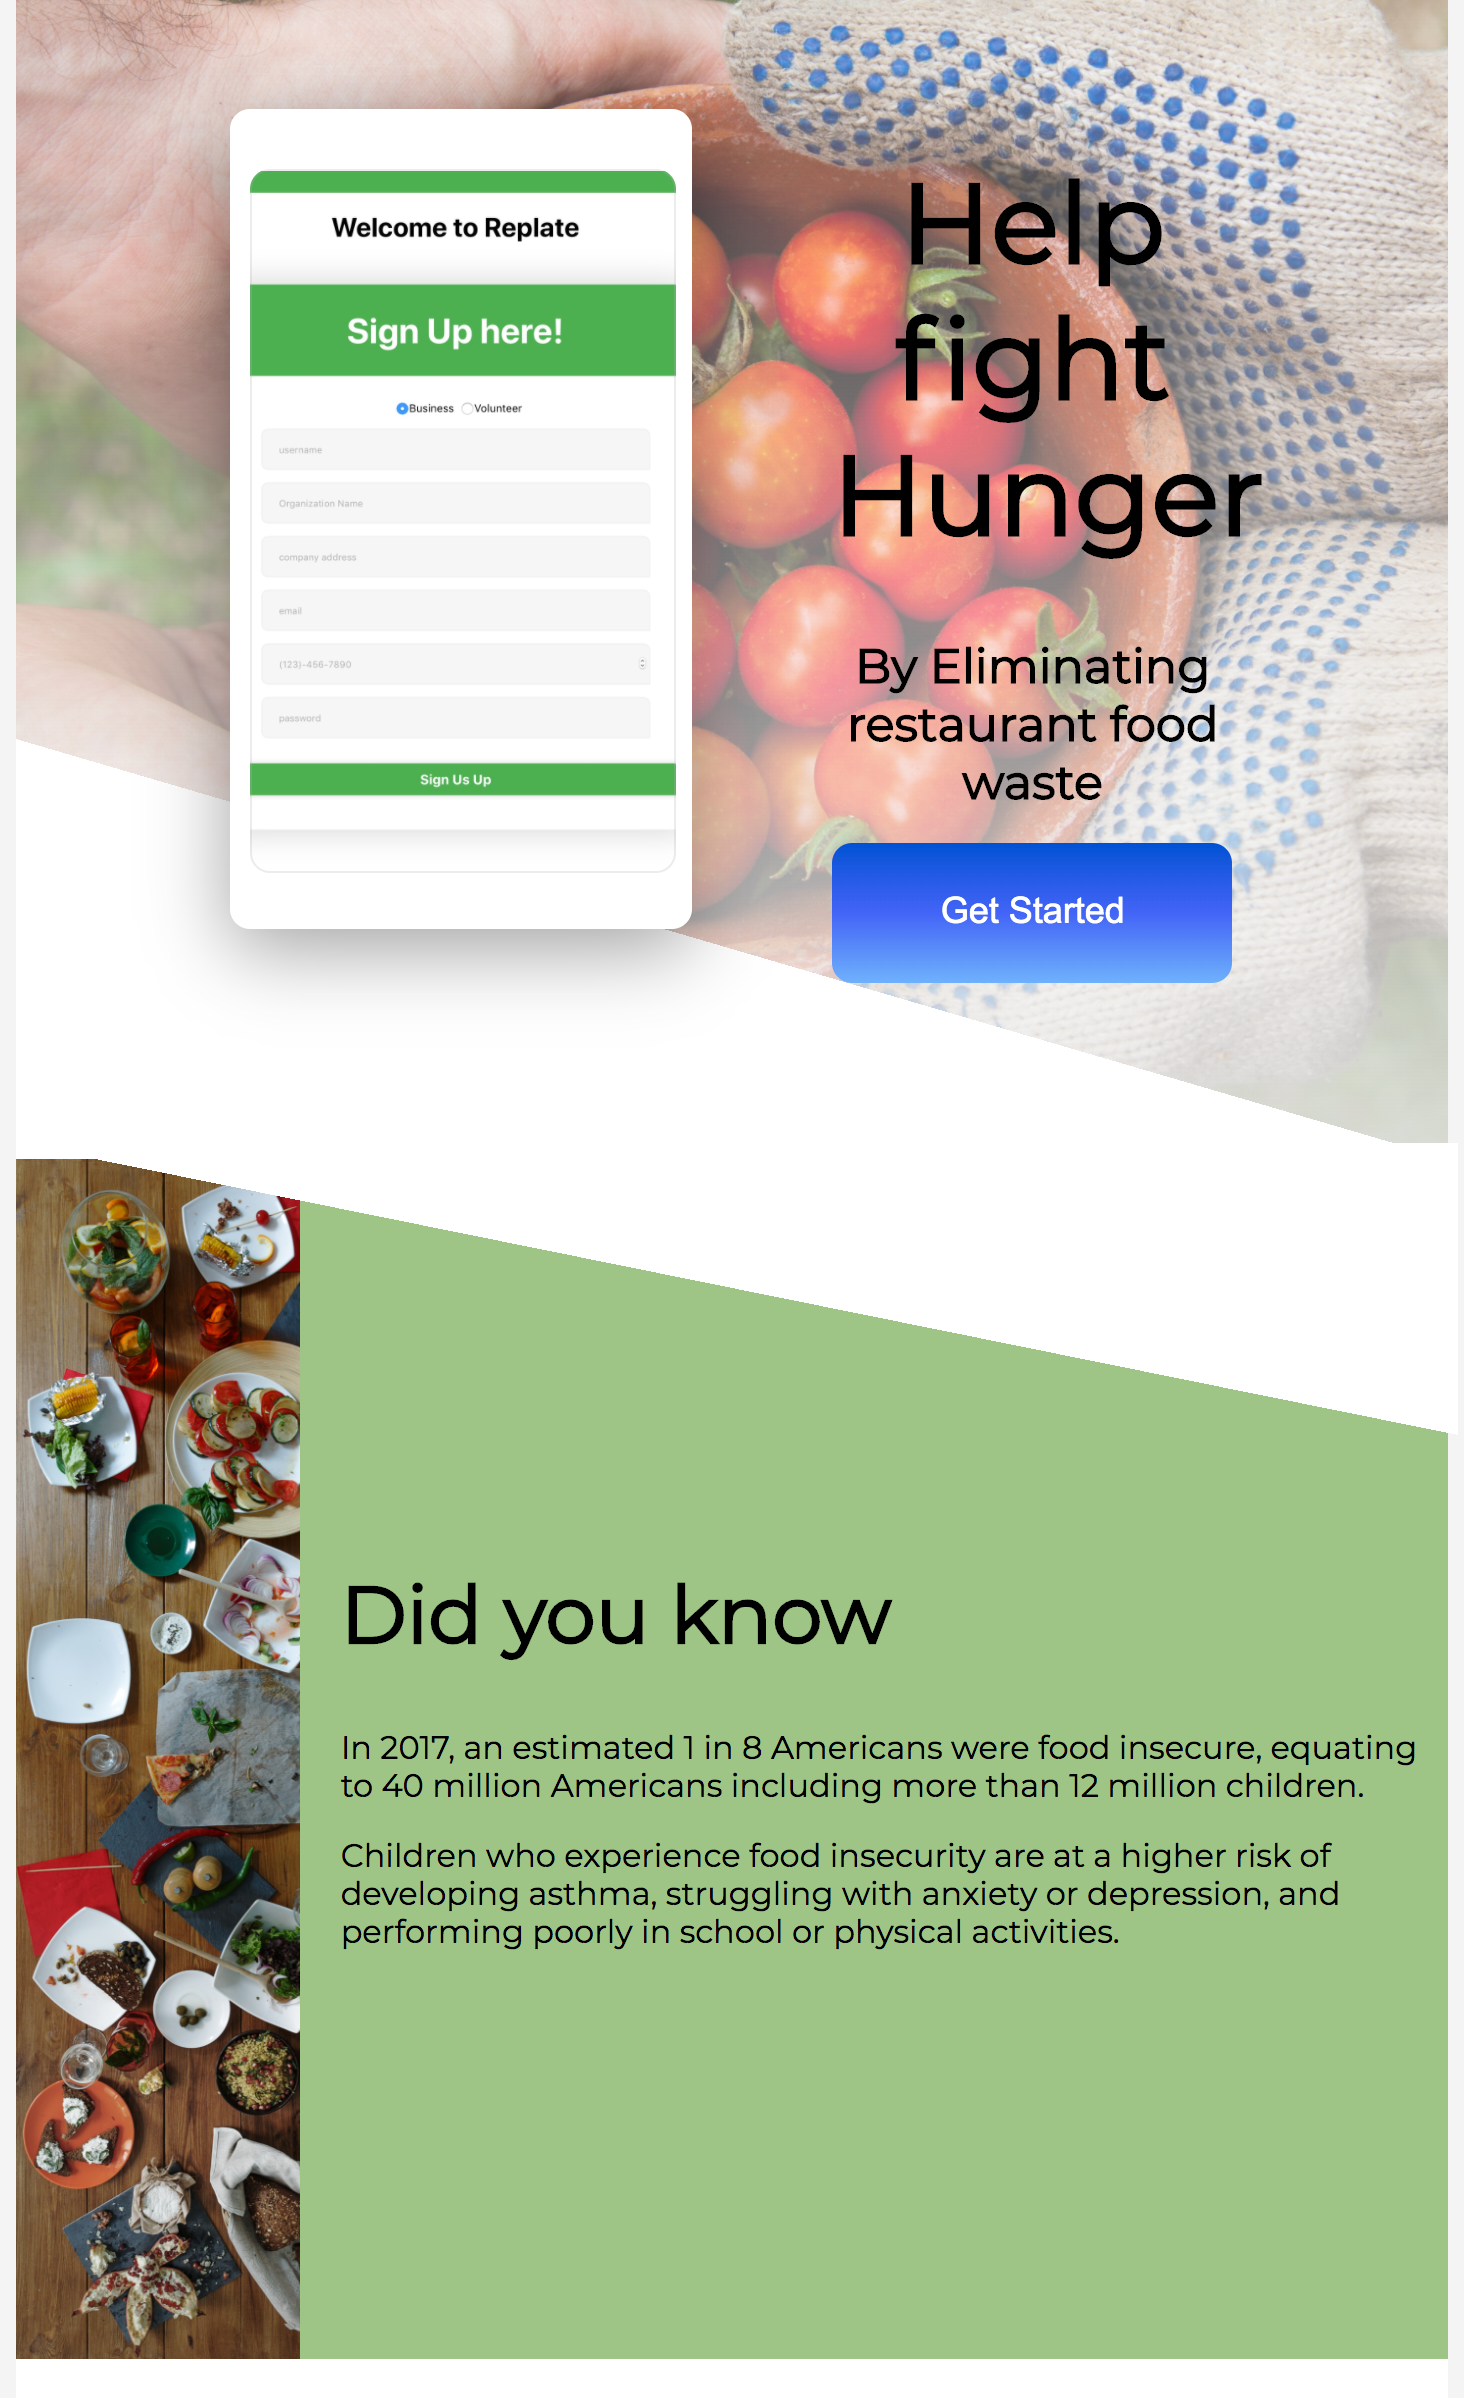 Welcome to Replate
Sign Up here!
Business Volunteer
username
Organization Name
company address
email
(123)-456-7890
password
Sign Us Up
Help
fight
Hunger
By Eliminating
restaurant food
waste
Get Started
Did you know
In 2017, an estimated 1 in 8 Americans were food insecure, equating
to 40 million Americans including more than 12 million children.
Children who experience food insecurity are at a higher risk of
developing asthma, struggling with anxiety or depression, and
performing poorly in school or physical activities.